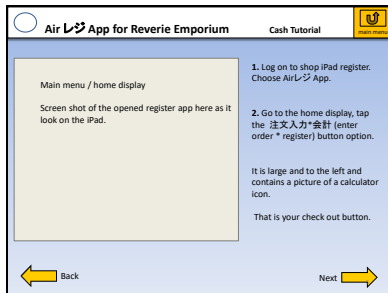 Air レジ App for Reverie Emporium
Cash Tutorial
main menu
Main menu / home display
Screen shot of the opened register app here as it
look on the iPad.
1. Log on to shop iPad register.
Choose Airレジ App.
2. Go to the home display, tap
the 注文入力*会計 (enter
order * register) button option.
It is large and to the left and
contains a picture of a calculator
icon.
That is your check out button.
Back
Next